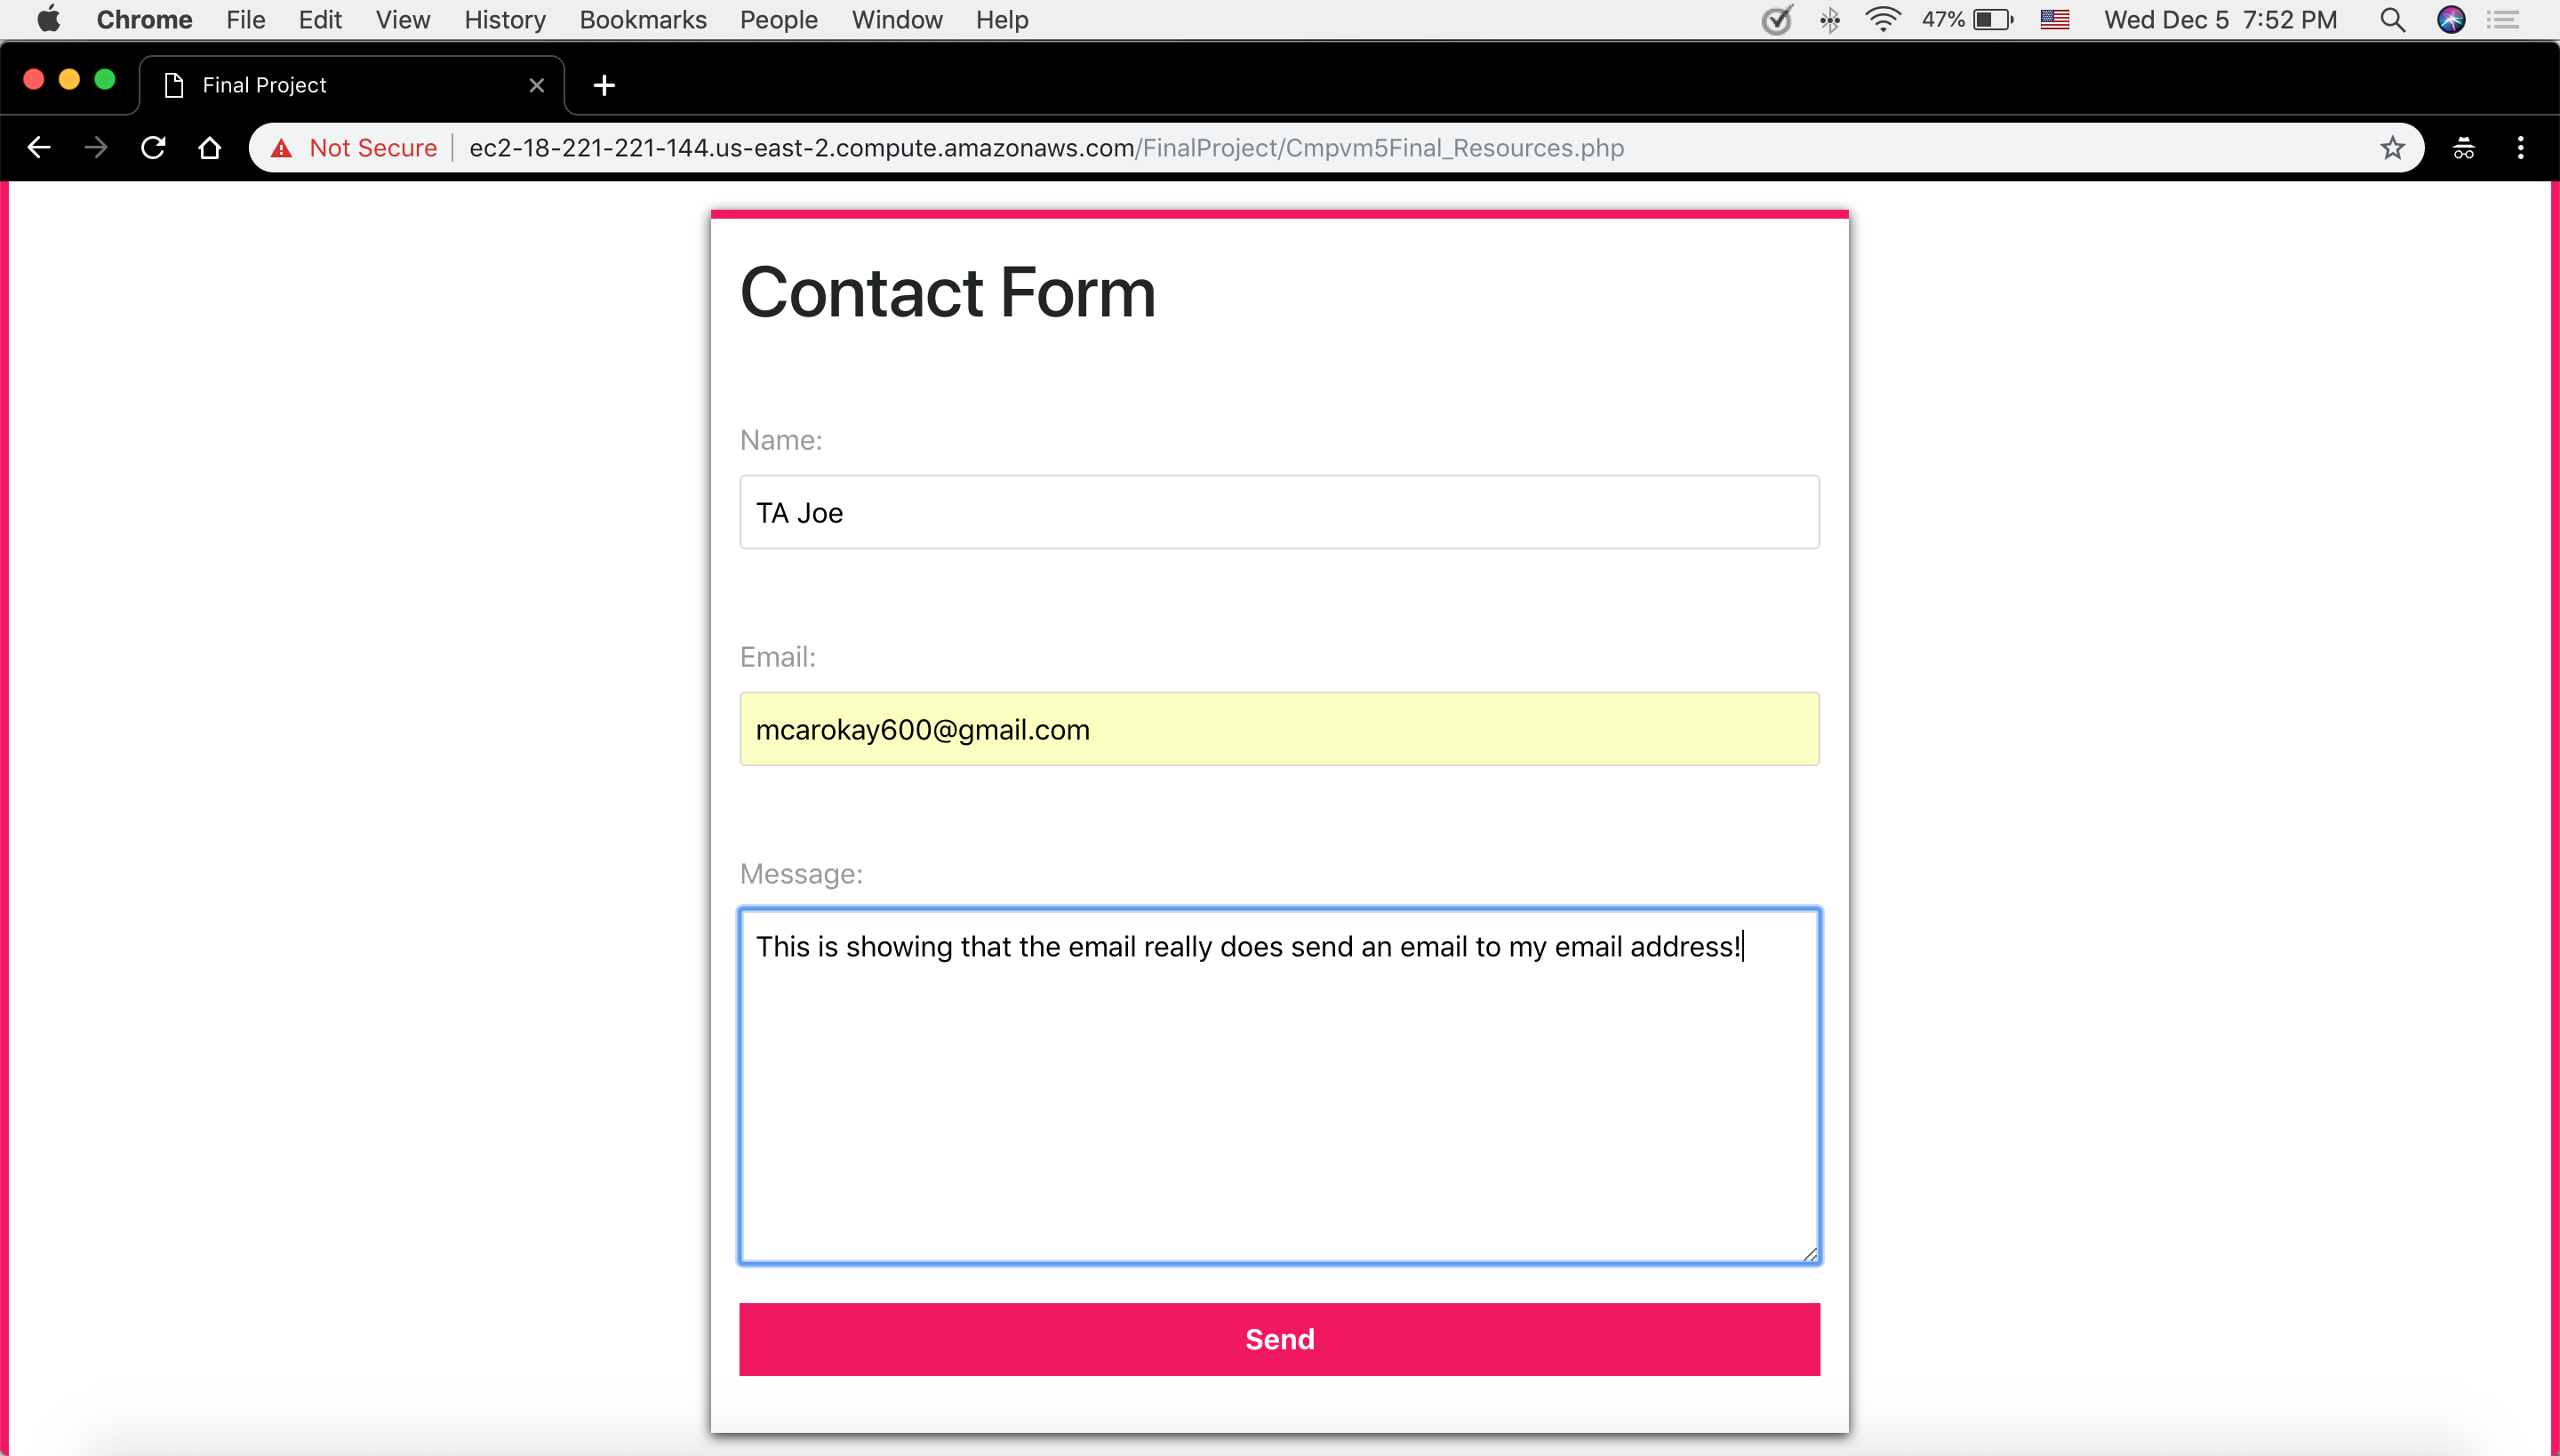 Chrome File Edit View History Bookmarks People Window Help 47% Wed Dec 5 7:52 PM
Final Project
Not Secure ec2-18-221-221-144.us-east-2.compute.amazonaws.com/FinalProject/Cmpvm5Final_Resources.php
Contact Form
Name:
TA Joe
Email:
mcarokay600@gmail.com
Message:
This is showing that the email really does send an email to my email address!
Send